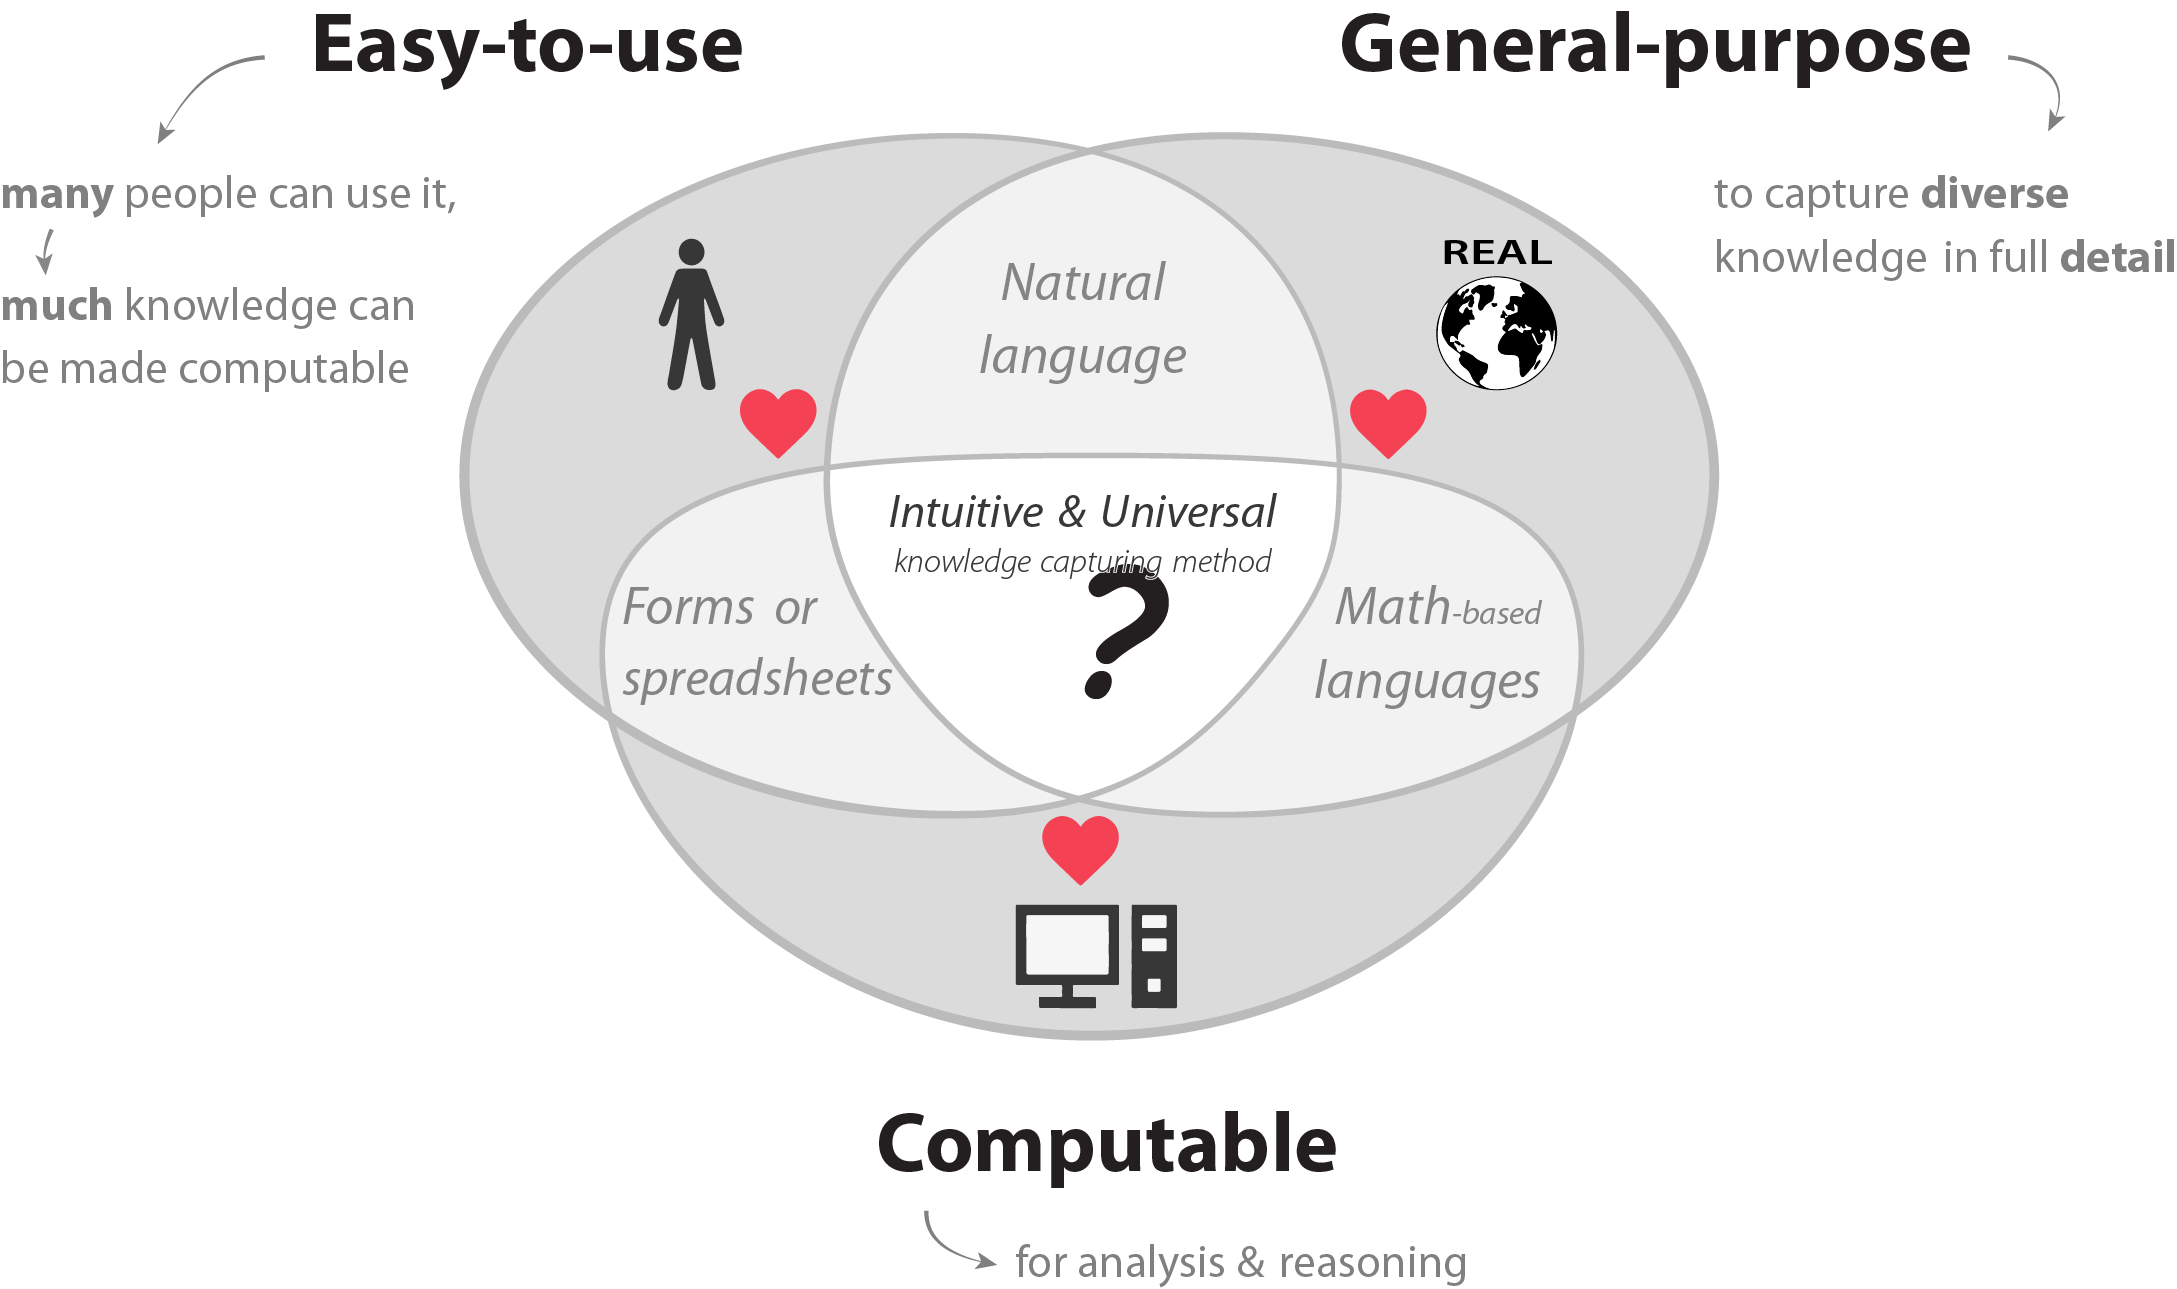 Easy-to-use
General-purpose
many people can use it,
much knowledge can
be made computable
to capture diverse
knowledge in full detail
REAL
Natural
language
Intuitive & Universal
knowledge capturing method
?
Forms or
spreadsheets
Math-based
languages
Computable
for analysis & reasoning